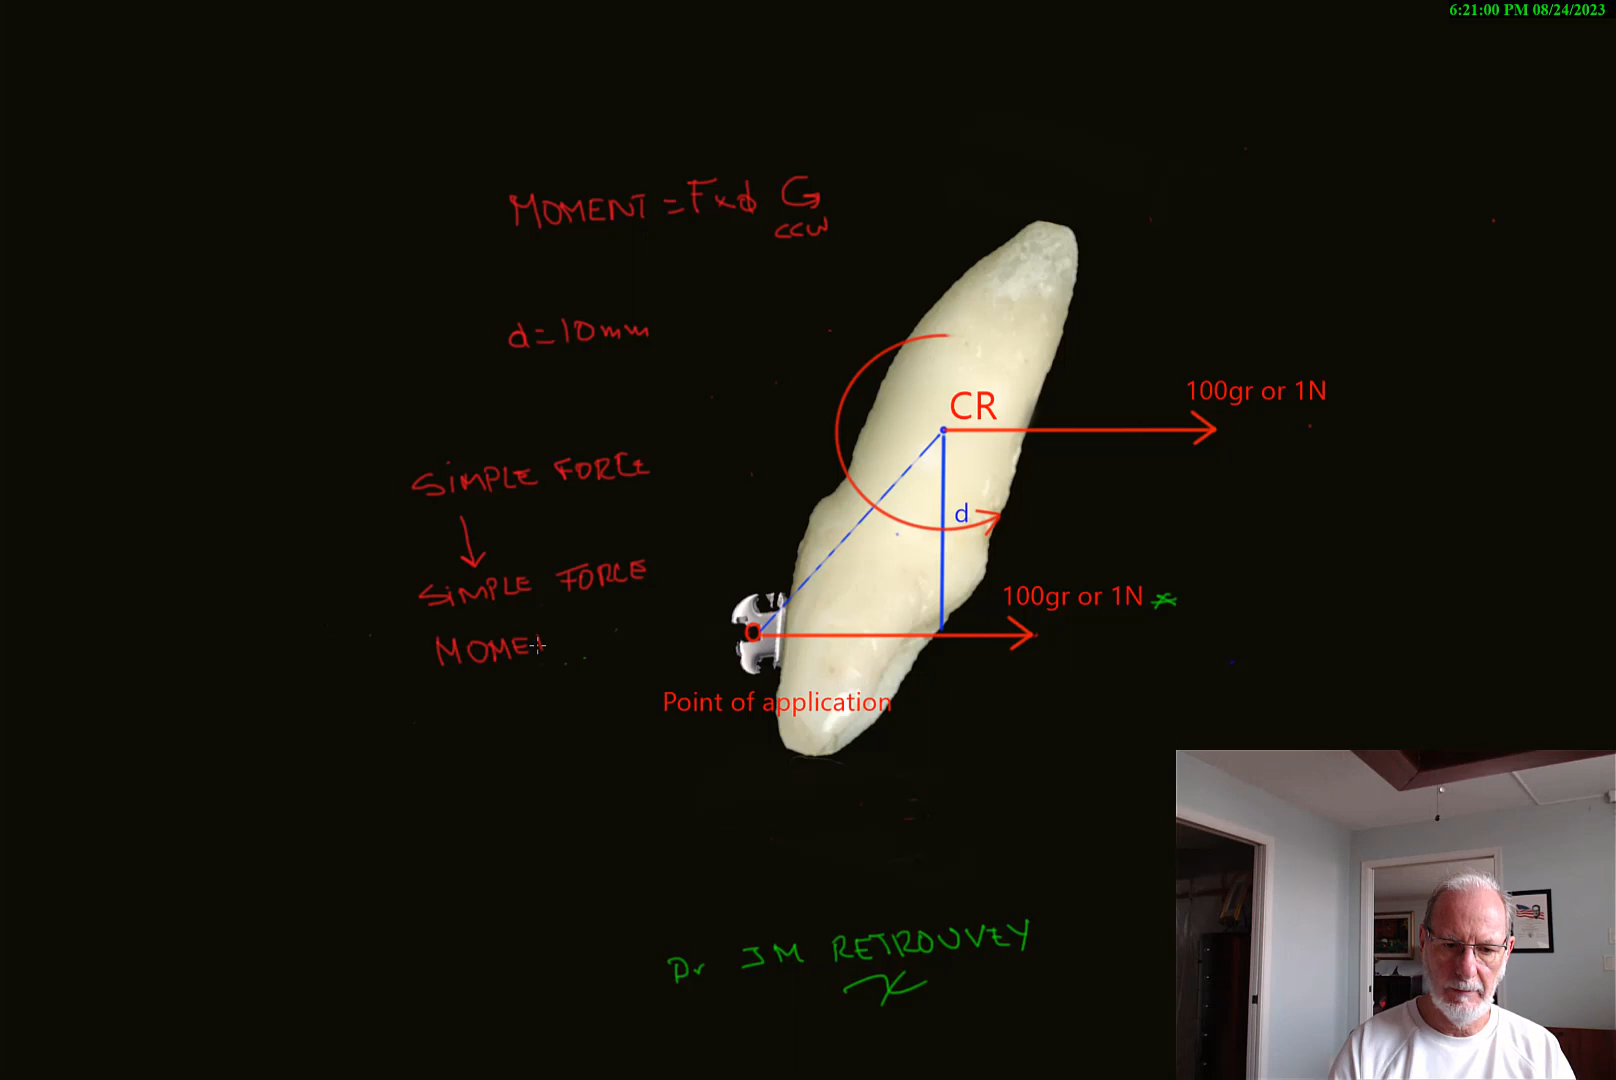 6:21:00 PM 08/24/2023
MOMENT = F x d
CCW
d = 10mm
100gr or 1N
CR
SIMPLE FORCE
d
SIMPLE FORCE
100gr or 1N
MOME
Point of application
Dr JM RETROUVEY